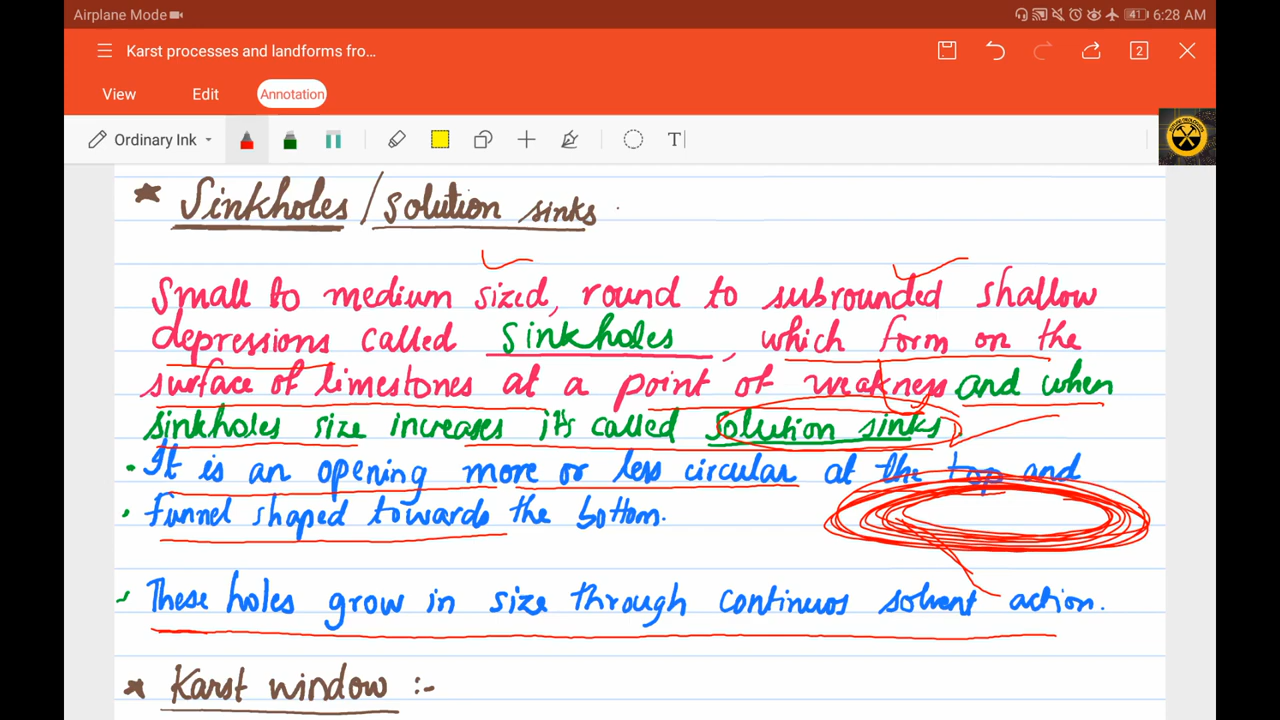 Airplane Mode
41 6:28 AM
Karst processes and landforms fro...
2
View Edit Annotation
Ordinary Ink
T
Sinkholes / Solution sinks
Small to medium sized, round to subrounded shallow
depressions called Sinkholes, which form on the
surface of limestones at a point of weakness and when
sinkholes size increases it's called Solution sinks.
It is an opening more or less circular at the top and
funnel shaped towards the bottom.
These holes grow in size through continuos solvent action.
Karst window :-